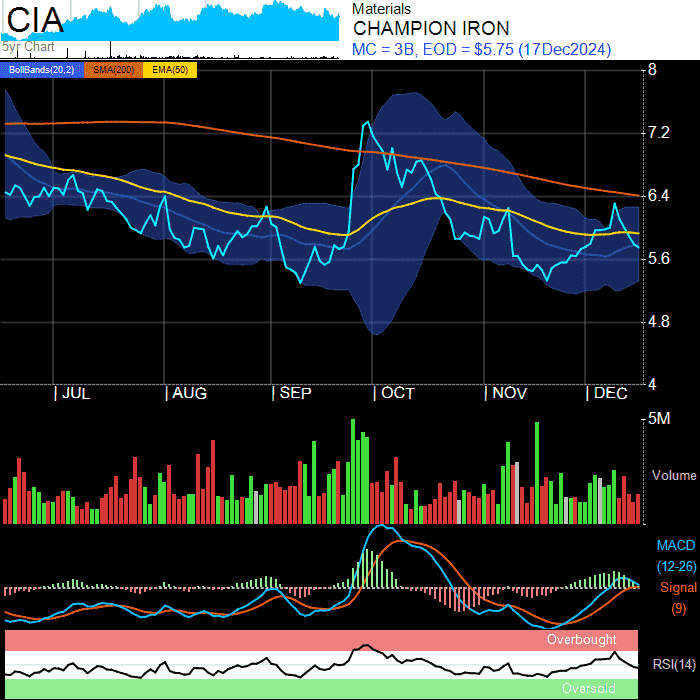 CIA
5yr Chart
Materials
CHAMPION IRON
MC = 3B, EOD = $5.75 (17Dec2024)
BollBands(20,2) SMA(200) EMA(50)
8
7.2
6.4
5.6
4.8
4
| JUL | AUG | SEP | OCT | NOV | DEC
5M
Volume
MACD
(12-26)
Signal
(9)
Overbought
RSI(14)
Oversold